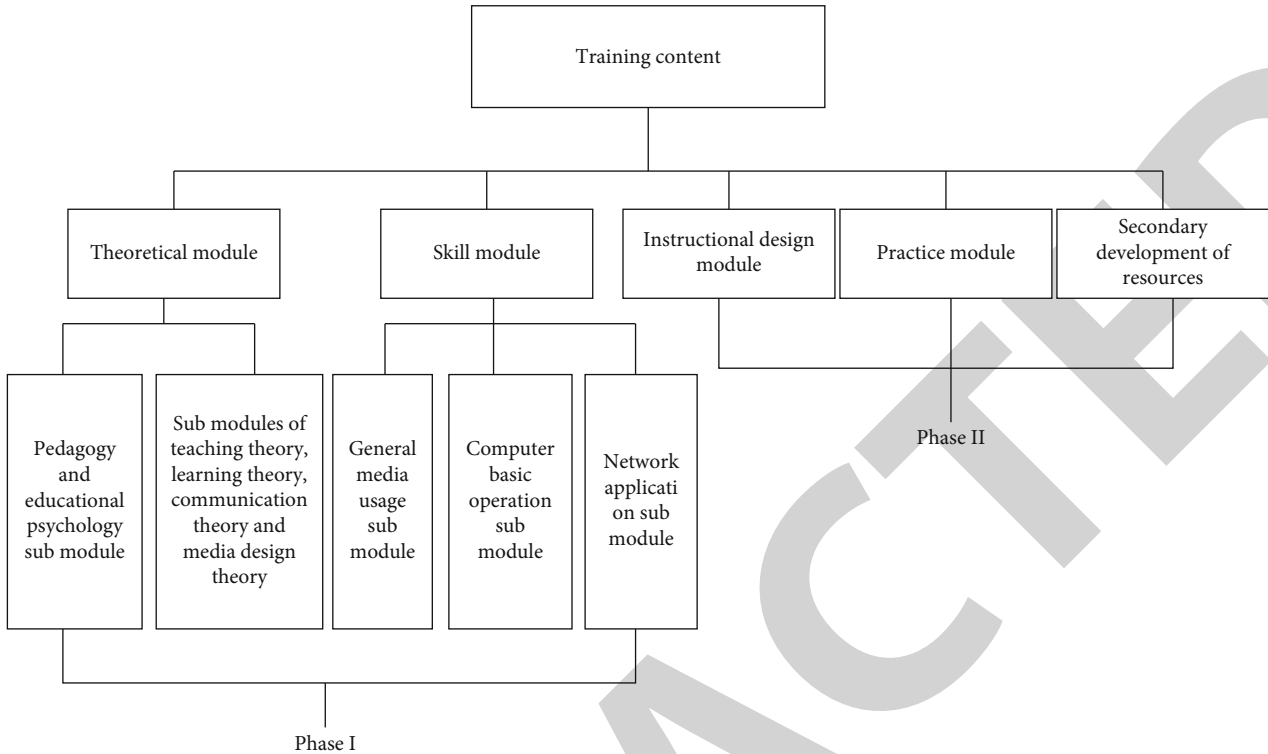 Training content
Theoretical module
Skill module
Instructional design
module
Practice module
Secondary
development of
resources
Pedagogy
and
educational
psychology
sub module
Sub modules of
teaching theory,
learning theory,
communication
theory and
media design
theory
General
media
usage
sub
module
Computer
basic
operation
sub
module
Network
applicati
on sub
module
Phase II
Phase I